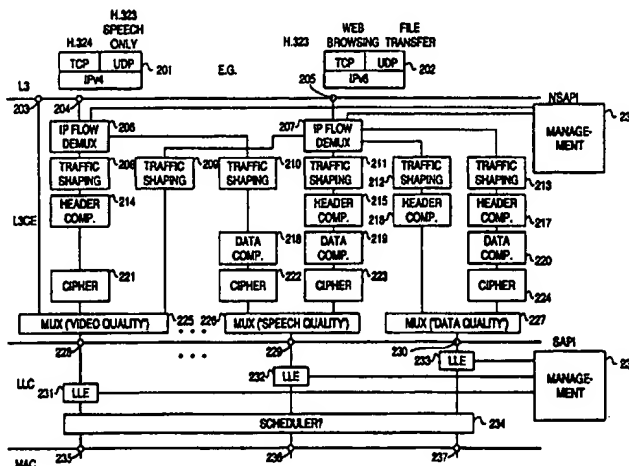 H.323
SPEECH
ONLY
H.324
WEB
BROWSING
FILE
TRANSFER
H.323
TCP UDP
IPv4
201
E.G.
TCP UDP
IPv6
202
L3
203
204
205
NSAPI
MANAGE-
MENT
23
IP FLOW
DEMUX
206
207
IP FLOW
DEMUX
TRAFFIC
SHAPING
208
TRAFFIC
SHAPING
209
TRAFFIC
SHAPING
210
TRAFFIC
SHAPING
211
212
TRAFFIC
SHAPING
TRAFFIC
SHAPING
213
L3CE
HEADER
COMP.
214
HEADER
COMP.
215
216
HEADER
COMP.
HEADER
COMP.
217
DATA
COMP.
218
DATA
COMP.
219
DATA
COMP.
220
CIPHER
221
CIPHER
222
CIPHER
223
CIPHER
224
MUX ("VIDEO QUALITY")
225
226
MUX ("SPEECH QUALITY")
MUX ("DATA QUALITY")
227
228
229
230
SAPI
MANAGE-
MENT
23
LLC
231
LLE
232
LLE
233
LLE
SCHEDULER?
234
235
236
237
MAC